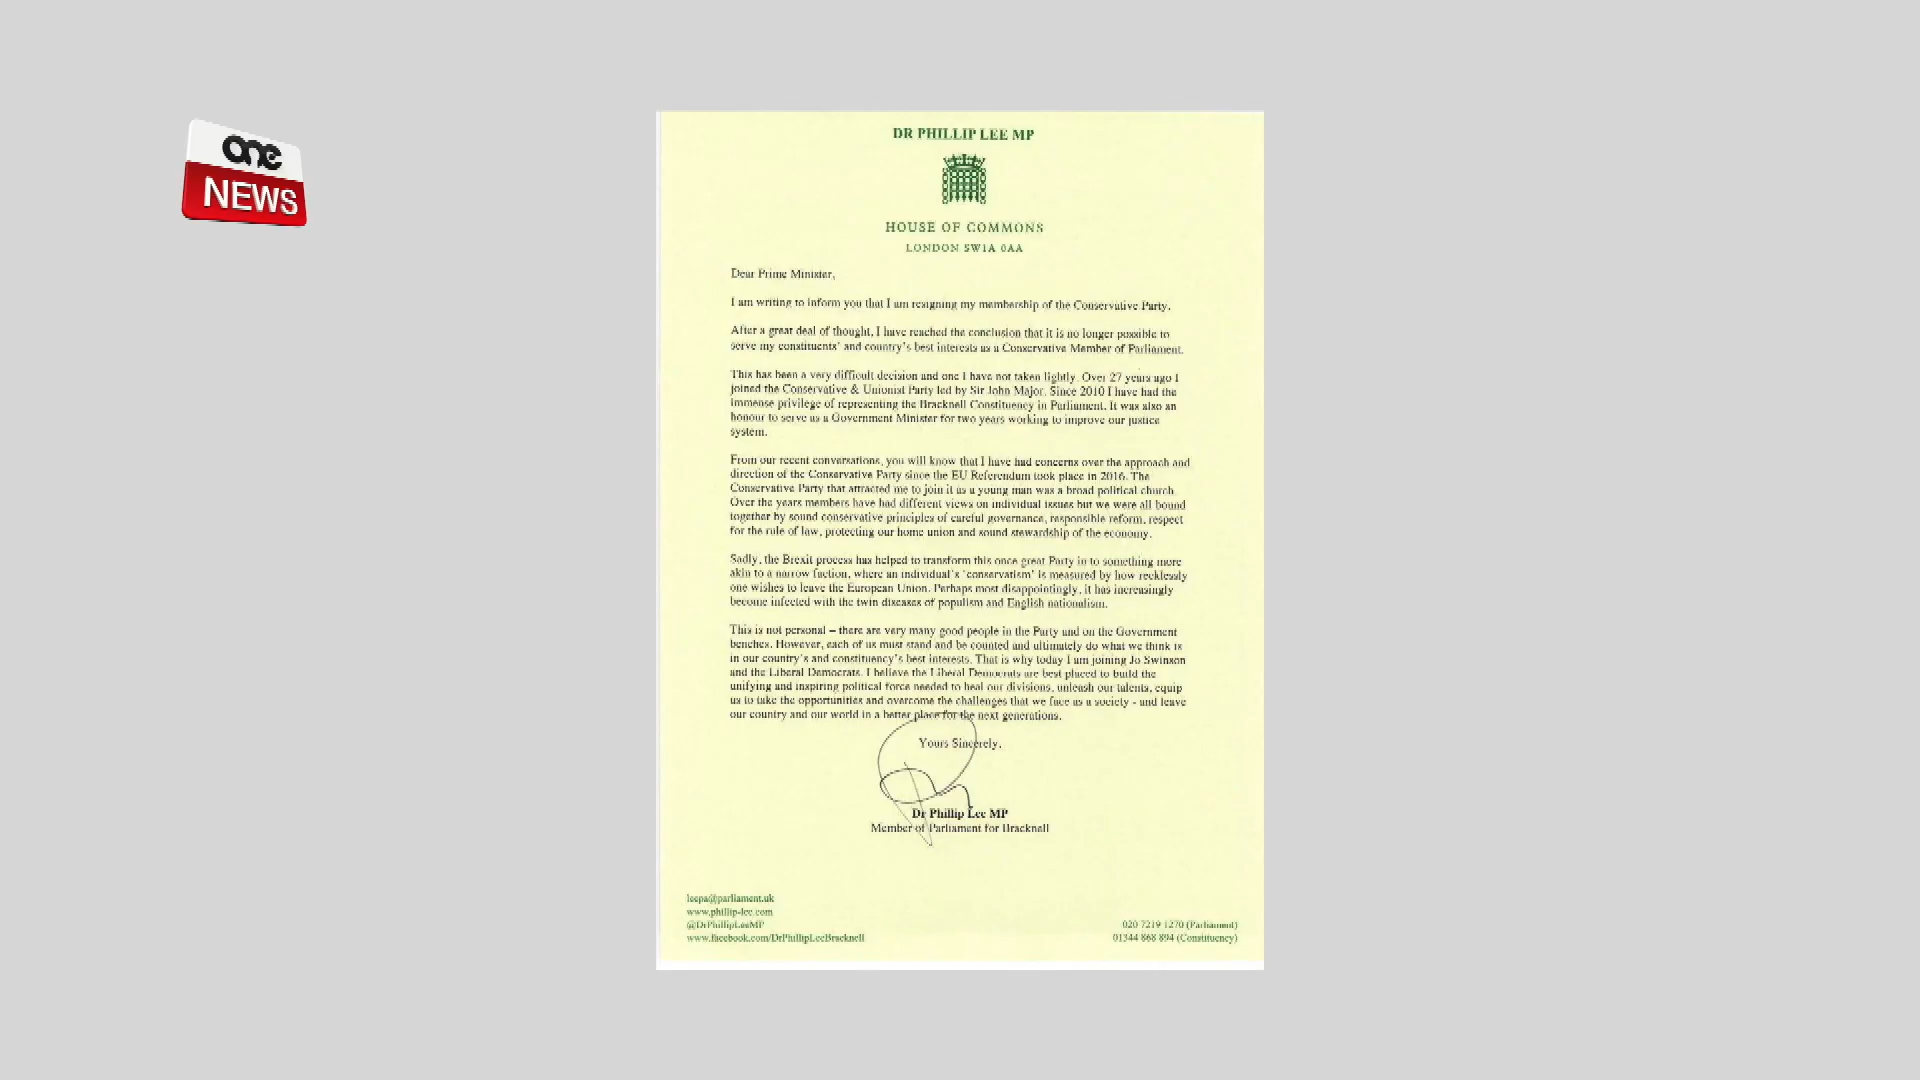 one
NEWS
DR PHILLIP LEE MP
HOUSE OF COMMONS
LONDON SW1A 0AA
Dear Prime Minister,
I am writing to inform you that I am resigning my membership of the Conservative Party.
After a great deal of thought, I have reached the conclusion that it is no longer possible to
serve my constituents' and country's best interests as a Conservative Member of Parliament.
This has been a very difficult decision and one I have not taken lightly. Over 27 years ago I
joined the Conservative & Unionist Party led by Sir John Major. Since 2010 I have had the
immense privilege of representing the Bracknell Constituency in Parliament. It was also an
honour to serve as a Government Minister for two years working to improve our justice
system.
From our recent conversations, you will know that I have had concerns over the approach and
direction of the Conservative Party since the EU Referendum took place in 2016. The
Conservative Party that attracted me to join it as a young man was a broad political church.
Over the years members have had different views on individual issues but we were all bound
together by sound conservative principles of careful governance, responsible reform, respect
for the rule of law, protecting our home union and sound stewardship of the economy.
Sadly, the Brexit process has helped to transform this once great Party in to something more
akin to a narrow faction, where an individual's 'conservatism' is measured by how recklessly
one wishes to leave the European Union. Perhaps most disappointingly, it has increasingly
become infected with the twin diseases of populism and English nationalism.
This is not personal – there are very many good people in the Party and on the Government
benches. However, each of us must stand and be counted and ultimately do what we think is
in our country's and constituency's best interests. That is why today I am joining Jo Swinson
and the Liberal Democrats. I believe the Liberal Democrats are best placed to build the
unifying and inspiring political force needed to heal our divisions, unleash our talents, equip
us to take the opportunities and overcome the challenges that we face as a society - and leave
our country and our world in a better place for the next generations.
Yours Sincerely,
Dr Phillip Lee MP
Member of Parliament for Bracknell
leepa@parliament.uk
www.phillip-lee.com
@DrPhillipLeeMP
www.facebook.com/DrPhillipLeeBracknell
020 7219 1270 (Parliament)
01344 868 894 (Constituency)